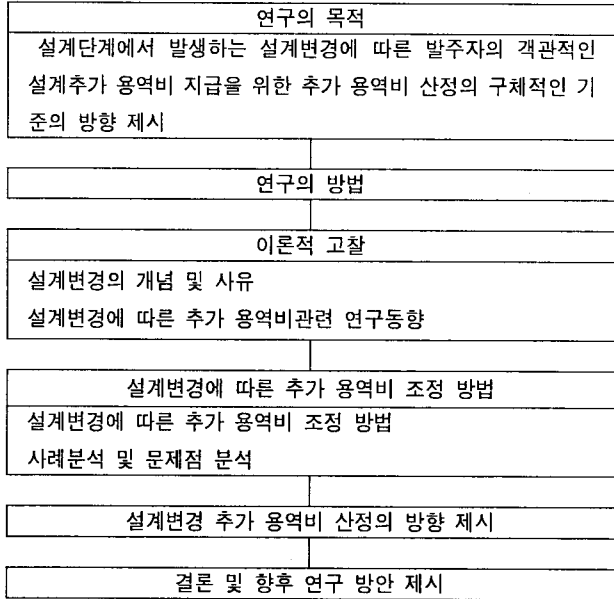 연구의 목적
설계단계에서 발생하는 설계변경에 따른 발주자의 객관적인
설계추가 용역비 지급을 위한 추가 용역비 산정의 구체적인 기
준의 방향 제시
연구의 방법
이론적 고찰
설계변경의 개념 및 사유
설계변경에 따른 추가 용역비관련 연구동향
설계변경에 따른 추가 용역비 조정 방법
설계변경에 따른 추가 용역비 조정 방법
사례분석 및 문제점 분석
설계변경 추가 용역비 산정의 방향 제시
결론 및 향후 연구 방안 제시